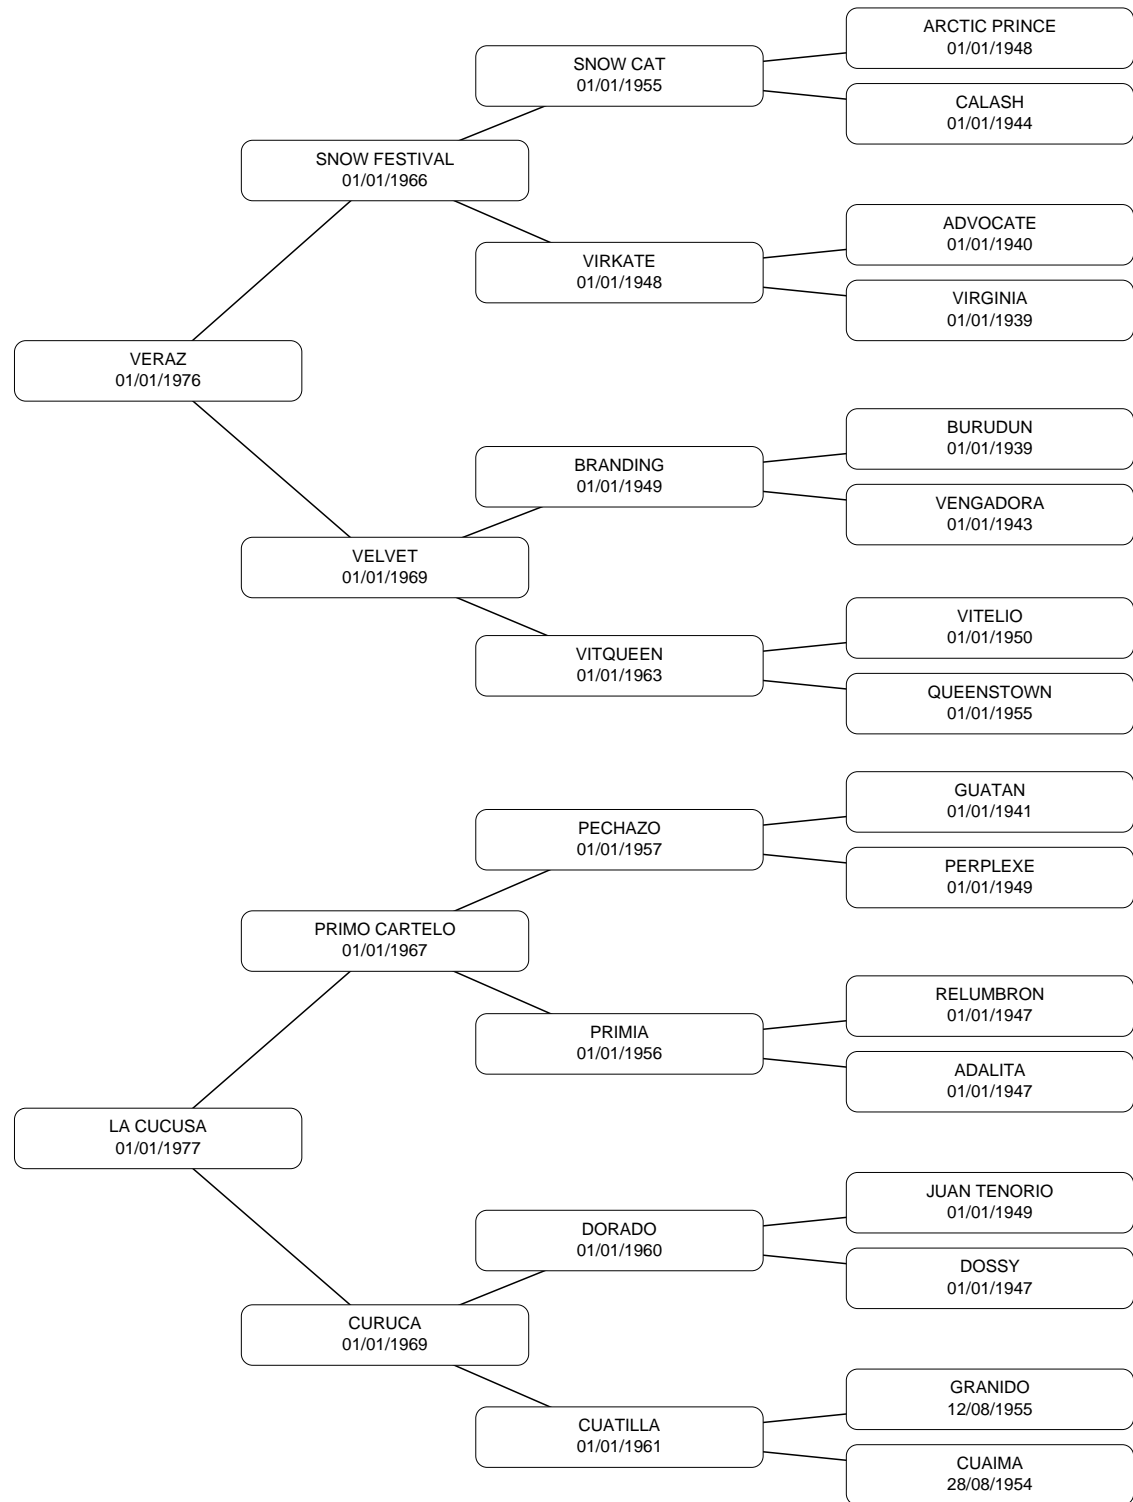 ARCTIC PRINCE
01/01/1948
SNOW CAT
01/01/1955
CALASH
01/01/1944
SNOW FESTIVAL
01/01/1966
ADVOCATE
01/01/1940
VIRKATE
01/01/1948
VIRGINIA
01/01/1939
VERAZ
01/01/1976
BURUDUN
01/01/1939
BRANDING
01/01/1949
VENGADORA
01/01/1943
VELVET
01/01/1969
VITELIO
01/01/1950
VITQUEEN
01/01/1963
QUEENSTOWN
01/01/1955
GUATAN
01/01/1941
PECHAZO
01/01/1957
PERPLEXE
01/01/1949
PRIMO CARTELO
01/01/1967
RELUMBRON
01/01/1947
PRIMIA
01/01/1956
ADALITA
01/01/1947
LA CUCUSA
01/01/1977
JUAN TENORIO
01/01/1949
DORADO
01/01/1960
DOSSY
01/01/1947
CURUCA
01/01/1969
GRANIDO
12/08/1955
CUATILLA
01/01/1961
CUAIMA
28/08/1954